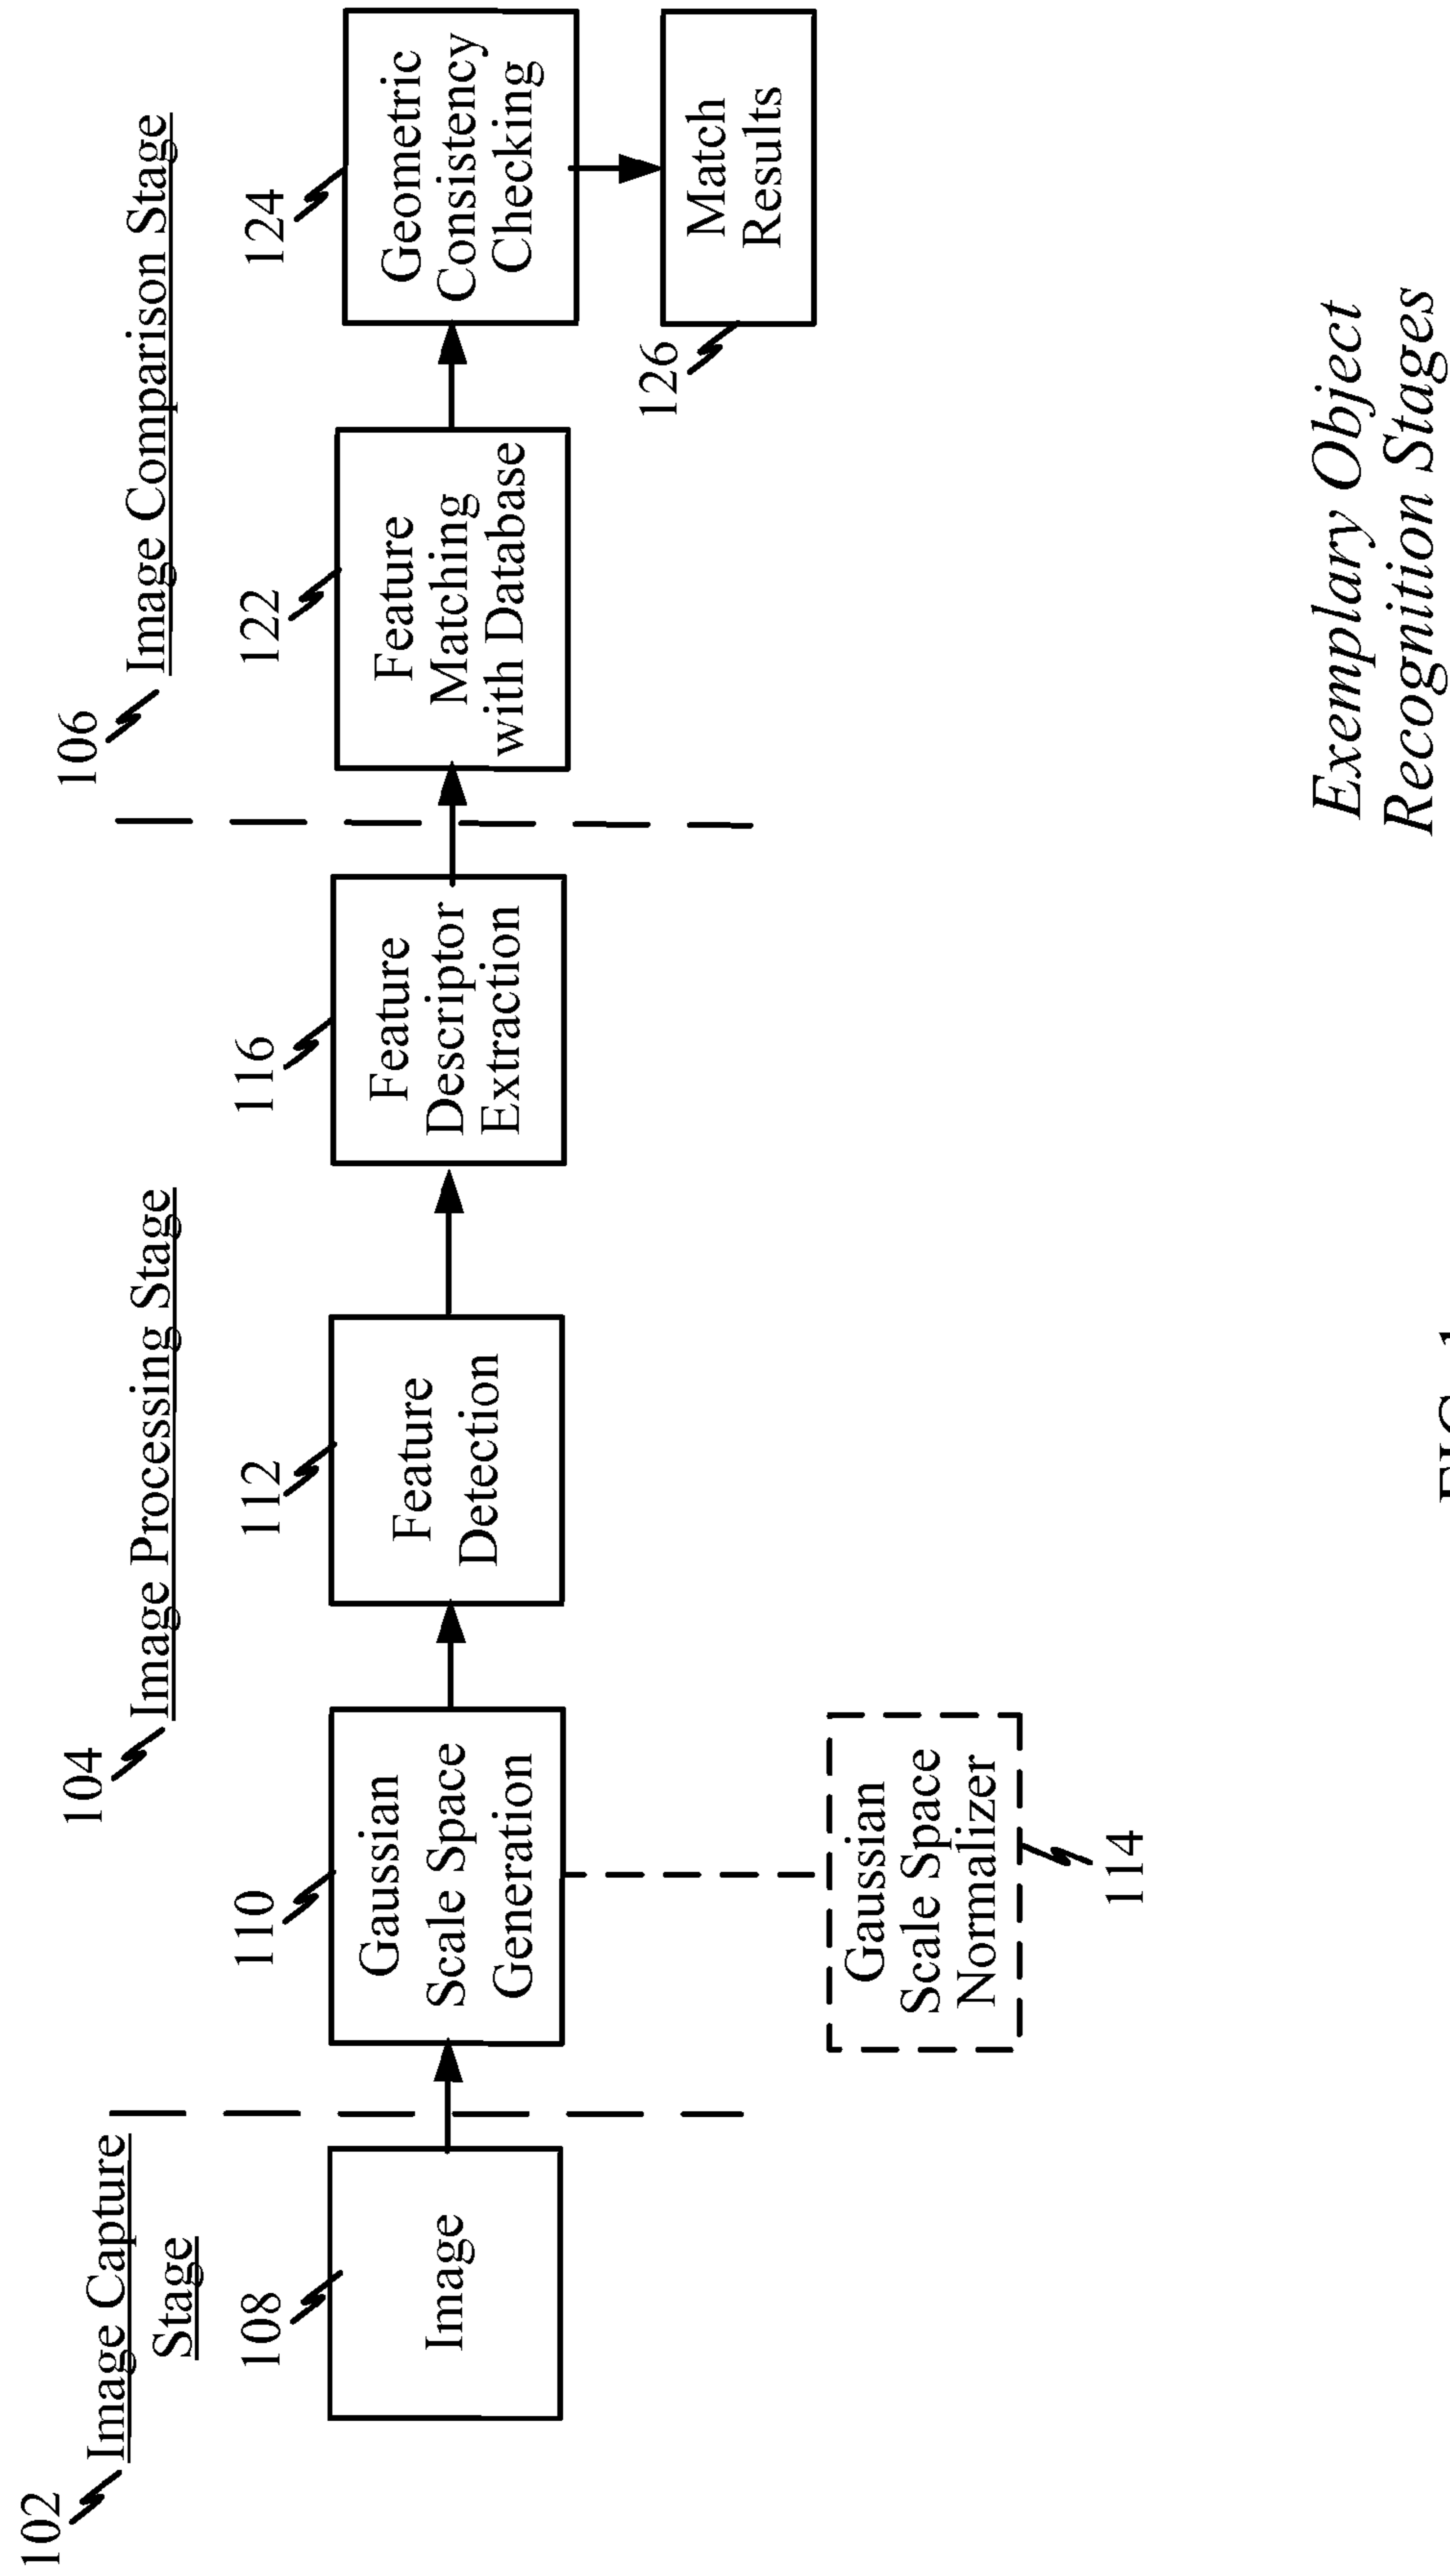 102
Image Capture
Stage
104
Image Processing Stage
106
Image Comparison Stage
108
Image
110
Gaussian
Scale Space
Generation
112
Feature
Detection
116
Feature
Descriptor
Extraction
122
Feature
Matching
with Database
124
Geometric
Consistency
Checking
126
Match
Results
Gaussian
Scale Space
Normalizer
114
Exemplary Object
Recognition Stages